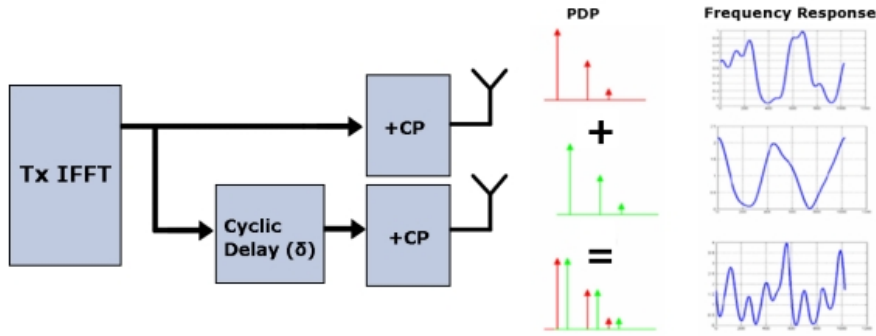 PDP
Frequency Response
Tx IFFT
+CP
Cyclic
Delay (δ)
+CP
+
=